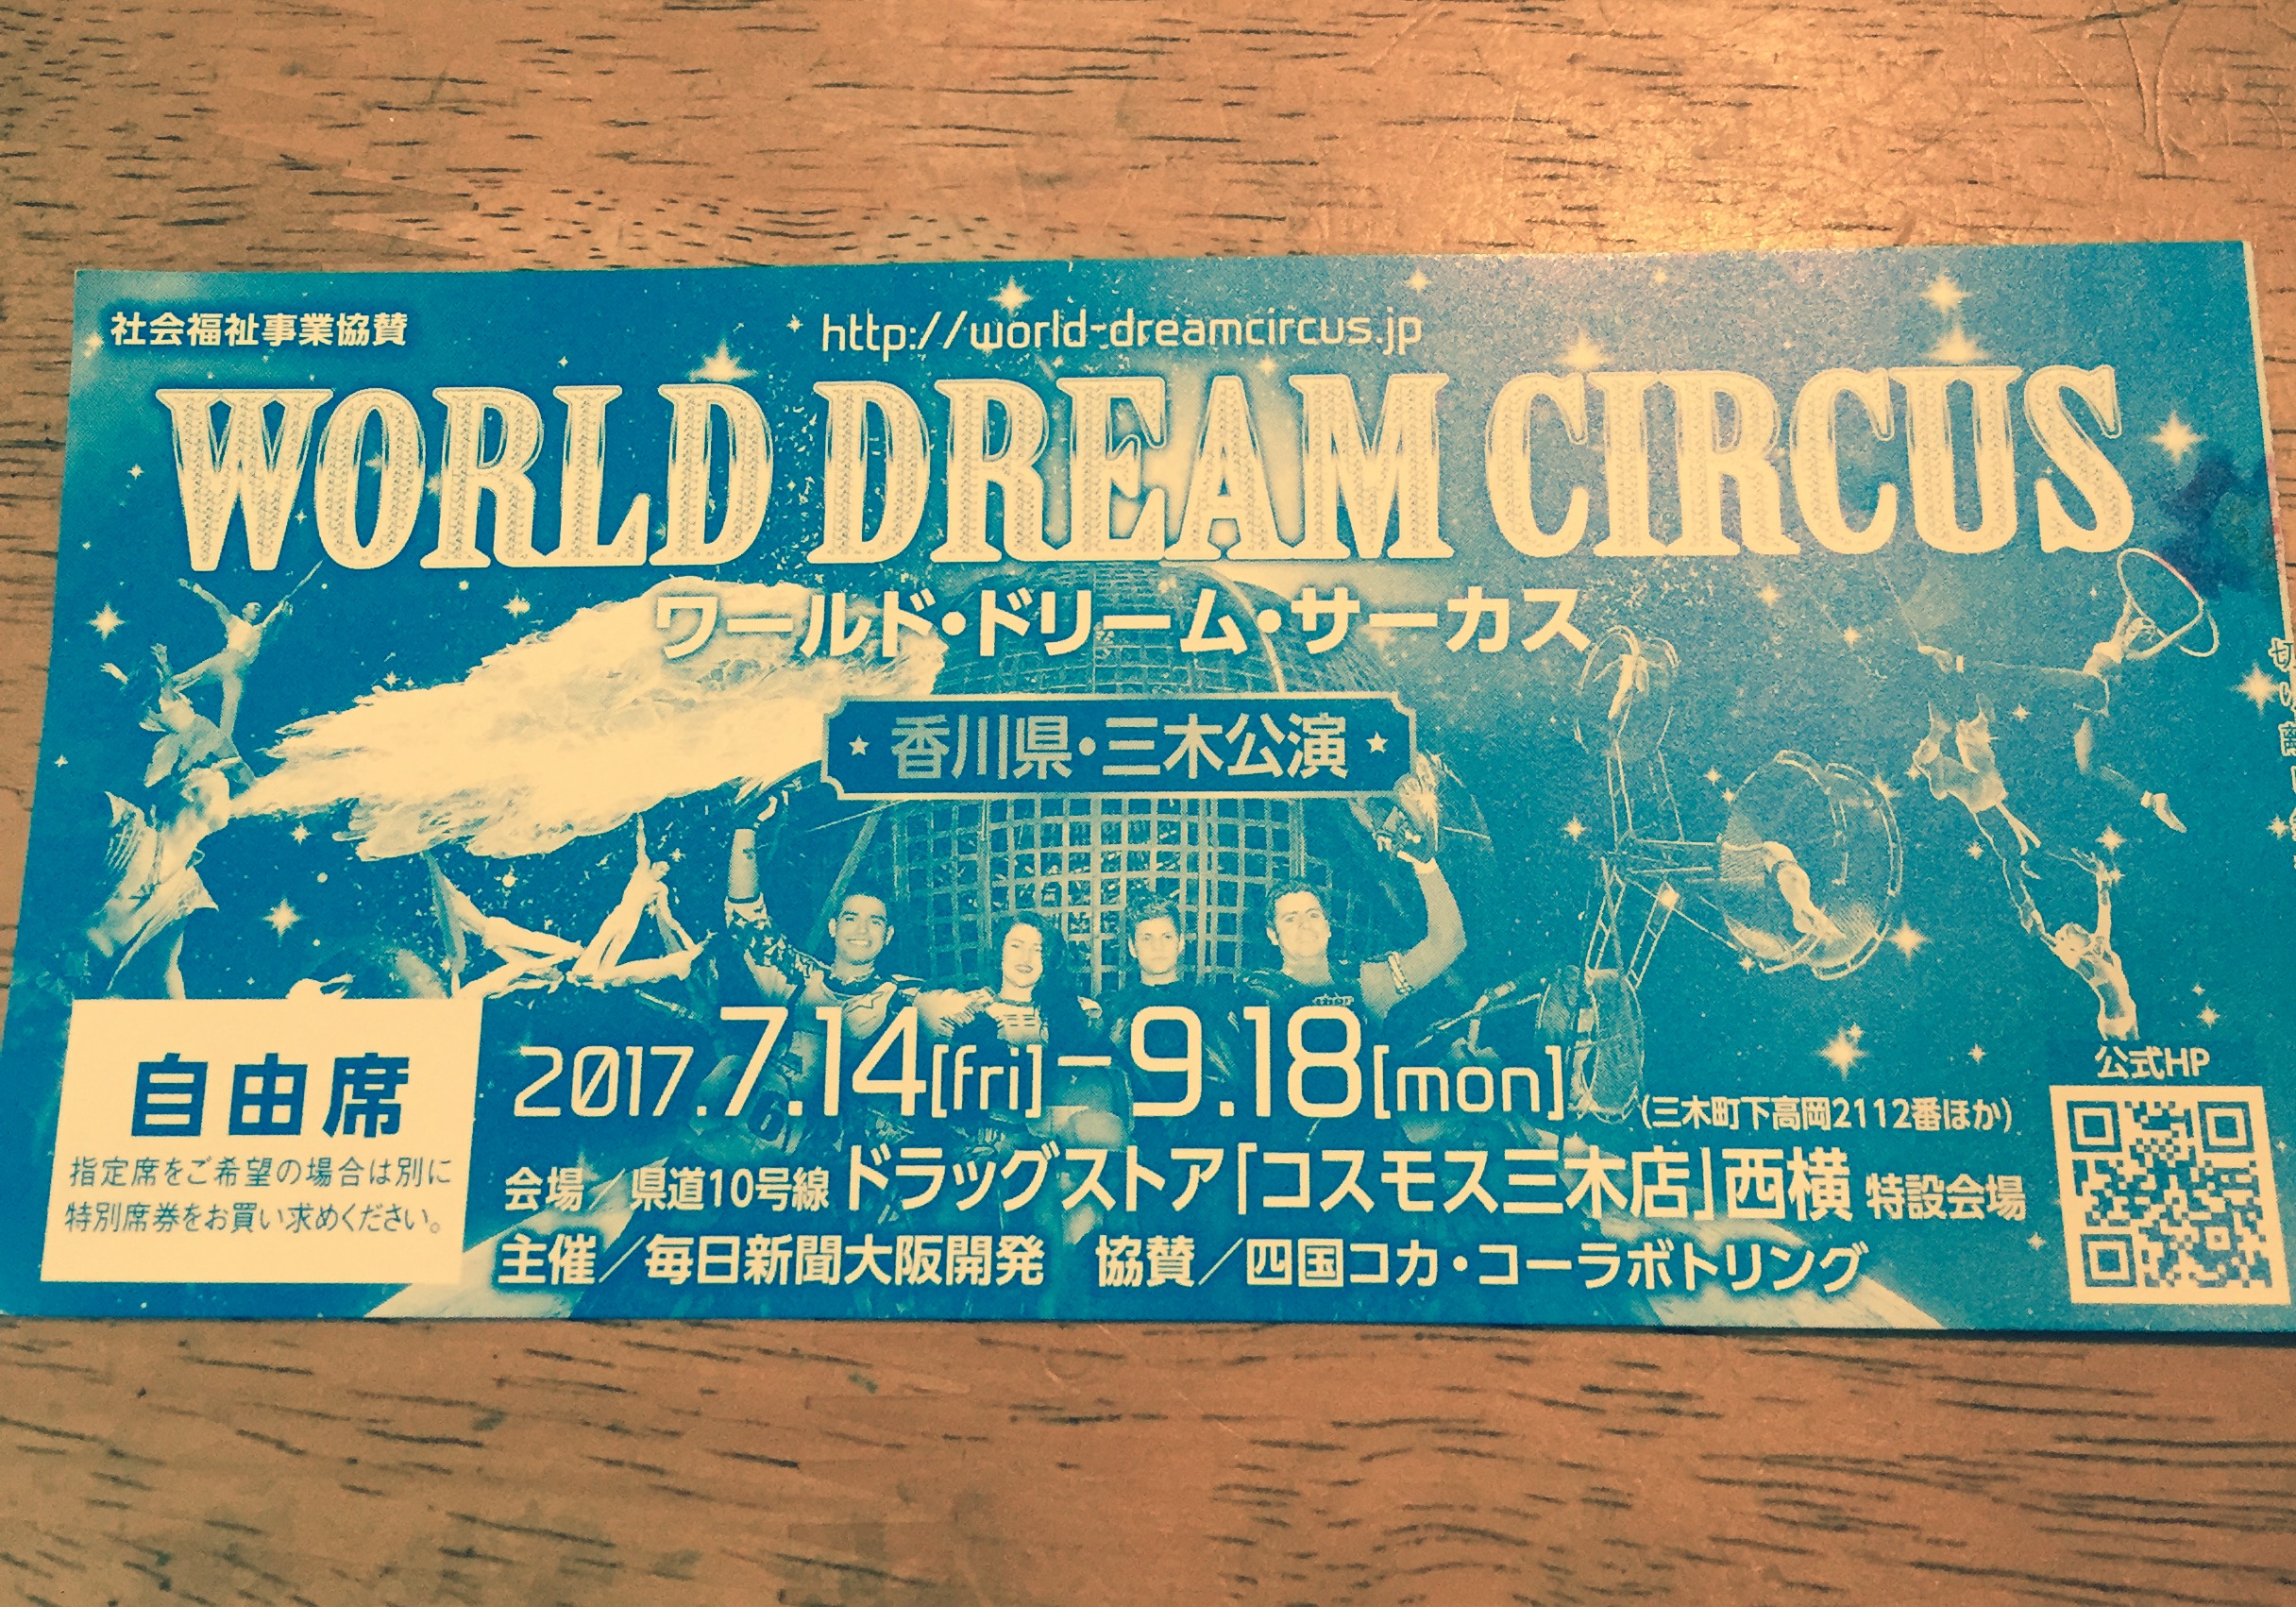 社会福祉事業協賛
http://world-dreamcircus.jp
WORLD DREAM CIRCUS
ワールド・ドリーム・サーカス
香川県・三木公演
自由席
指定席をご希望の場合は別に
特別席券をお買い求めください。
2017.7.14[fri]－9.18[mon]
(三木町下高岡2112番ほか)
会場／県道10号線 ドラッグストア「コスモス三木店」西横 特設会場
主催／毎日新聞大阪開発 協賛／四国コカ・コーラボトリング
公式HP